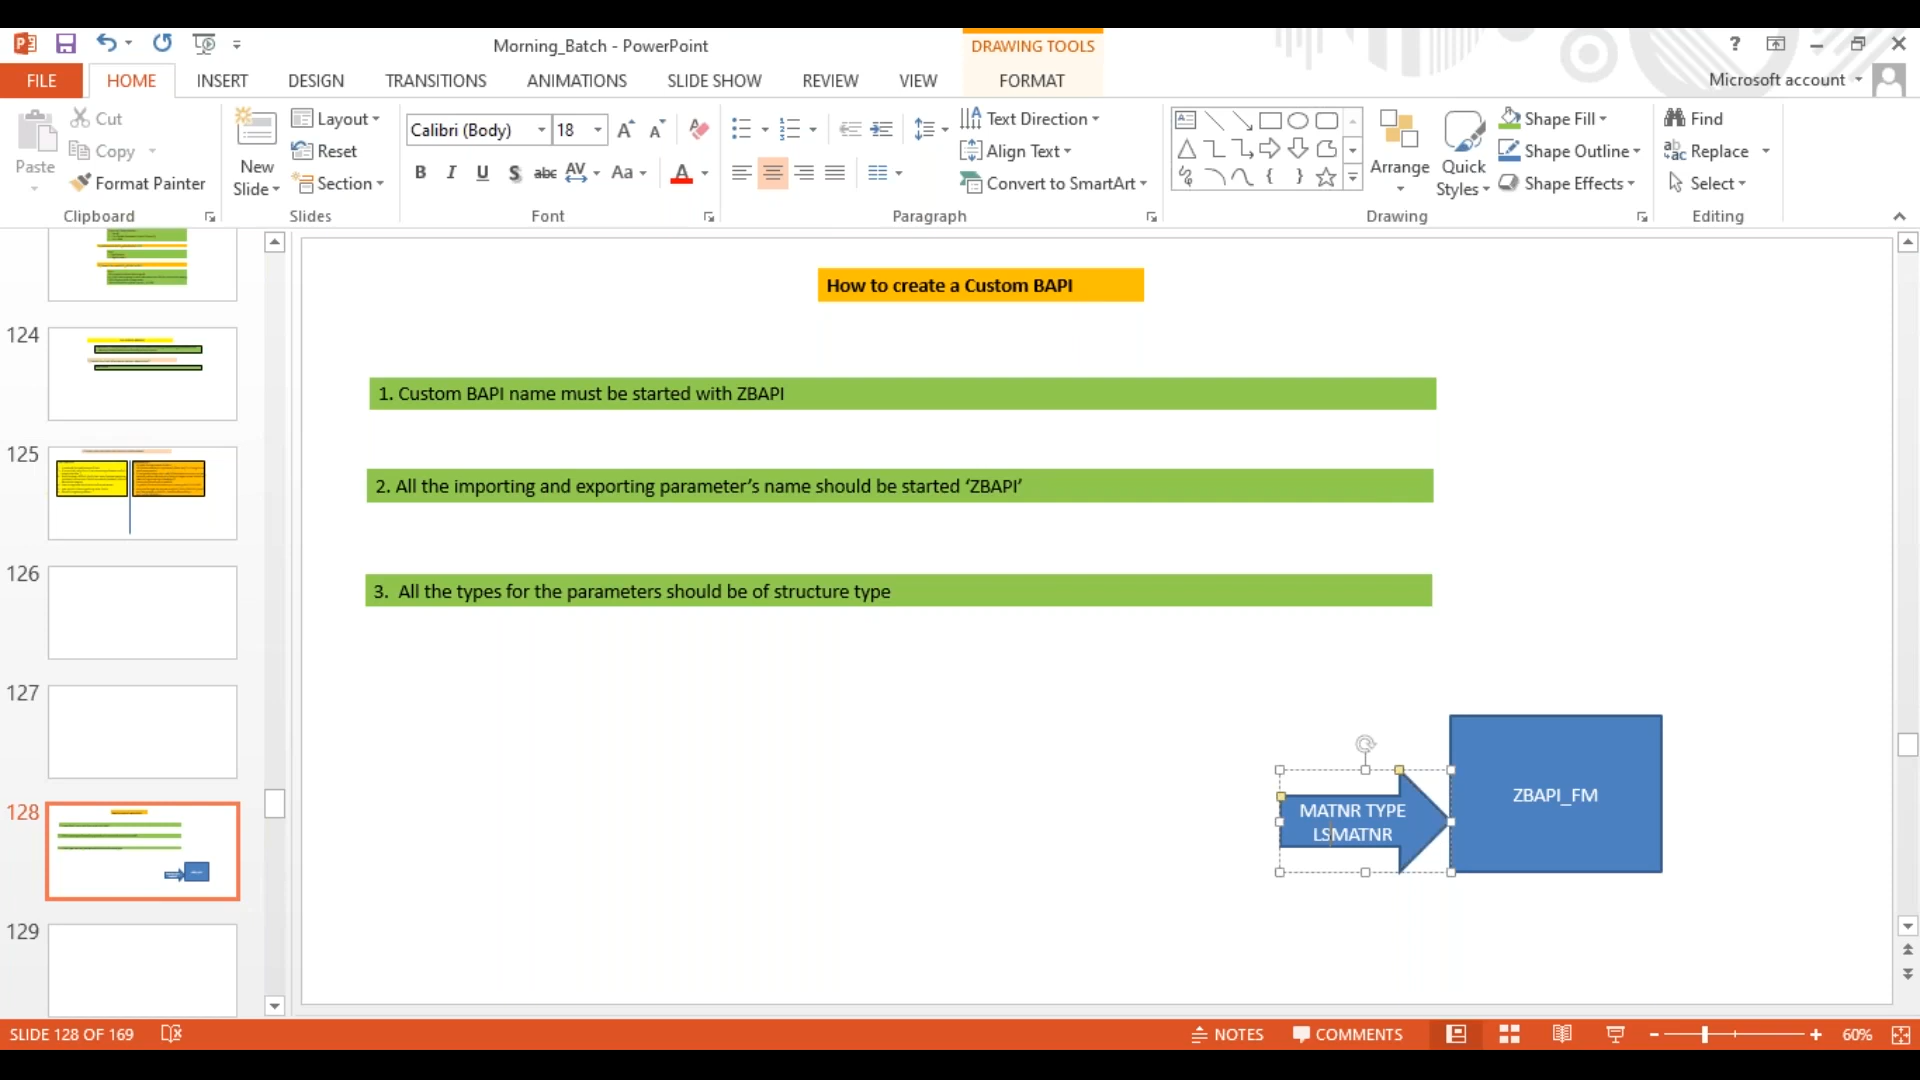 Morning_Batch - PowerPoint
DRAWING TOOLS
?
FILE
HOME
INSERT
DESIGN
TRANSITIONS
ANIMATIONS
SLIDE SHOW
REVIEW
VIEW
FORMAT
Microsoft account
Paste
Cut
Copy
Format Painter
Clipboard
New Slide
Layout
Reset
Section
Slides
Calibri (Body)
18
B I U S abc AV Aa A
Font
Text Direction
Align Text
Convert to SmartArt
Paragraph
Arrange
Quick Styles
Shape Fill
Shape Outline
Shape Effects
Drawing
Find
Replace
Select
Editing
124
125
126
127
128
129
How to create a Custom BAPI
1. Custom BAPI name must be started with ZBAPI
2. All the importing and exporting parameter’s name should be started ‘ZBAPI’
3. All the types for the parameters should be of structure type
MATNR TYPE
LSMATNR
ZBAPI_FM
SLIDE 128 OF 169
NOTES
COMMENTS
60%